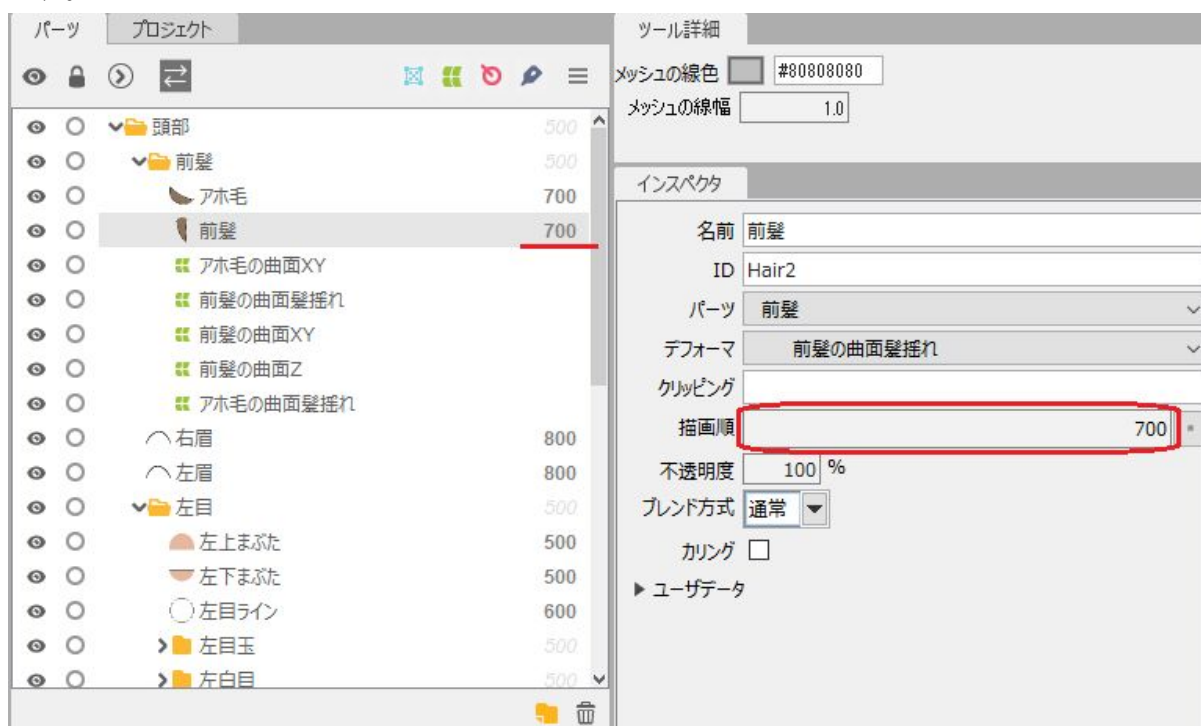 パーツ
プロジェクト
頭部 500
前髪 500
アホ毛 700
前髪 700
アホ毛の曲面XY
前髪の曲面髪揺れ
前髪の曲面XY
前髪の曲面Z
アホ毛の曲面髪揺れ
右眉 800
左眉 800
左目 500
左上まぶた 500
左下まぶた 500
左目ライン 600
左目玉 500
左白目 500
ツール詳細
メッシュの線色 #80808080
メッシュの線幅 1.0
インスペクタ
名前 前髪
ID Hair2
パーツ 前髪
デフォーマ 前髪の曲面髪揺れ
クリッピング
描画順 700
不透明度 100 %
ブレンド方式 通常
カリング
ユーザデータ